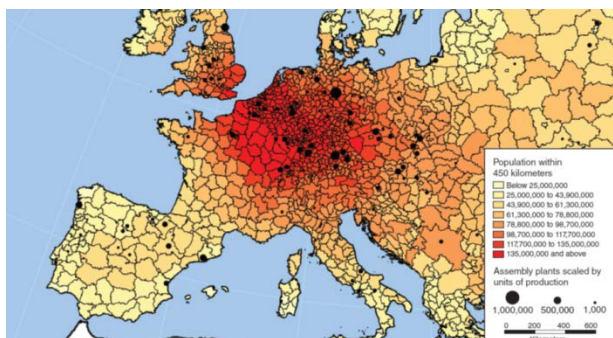 Population within
450 kilometers
Below 25,000,000
25,000,000 to 43,900,000
43,900,000 to 61,300,000
61,300,000 to 78,800,000
78,800,000 to 98,700,000
98,700,000 to 117,700,000
117,700,000 to 135,000,000
135,000,000 and above
Assembly plants scaled by
units of production
1,000,000 500,000 1,000
0 200 400 600
Kilometers